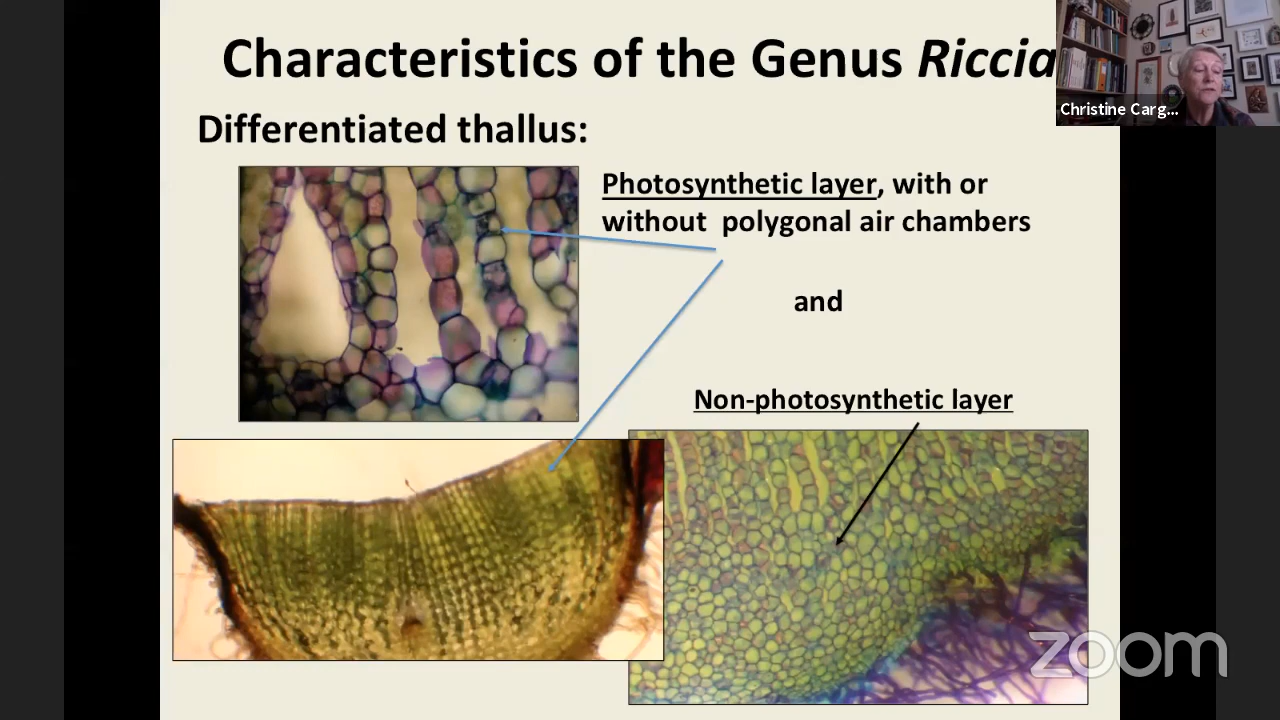 Characteristics of the Genus Riccia
Christine Carg...
Differentiated thallus:
Photosynthetic layer, with or
without polygonal air chambers
and
Non-photosynthetic layer
zoom